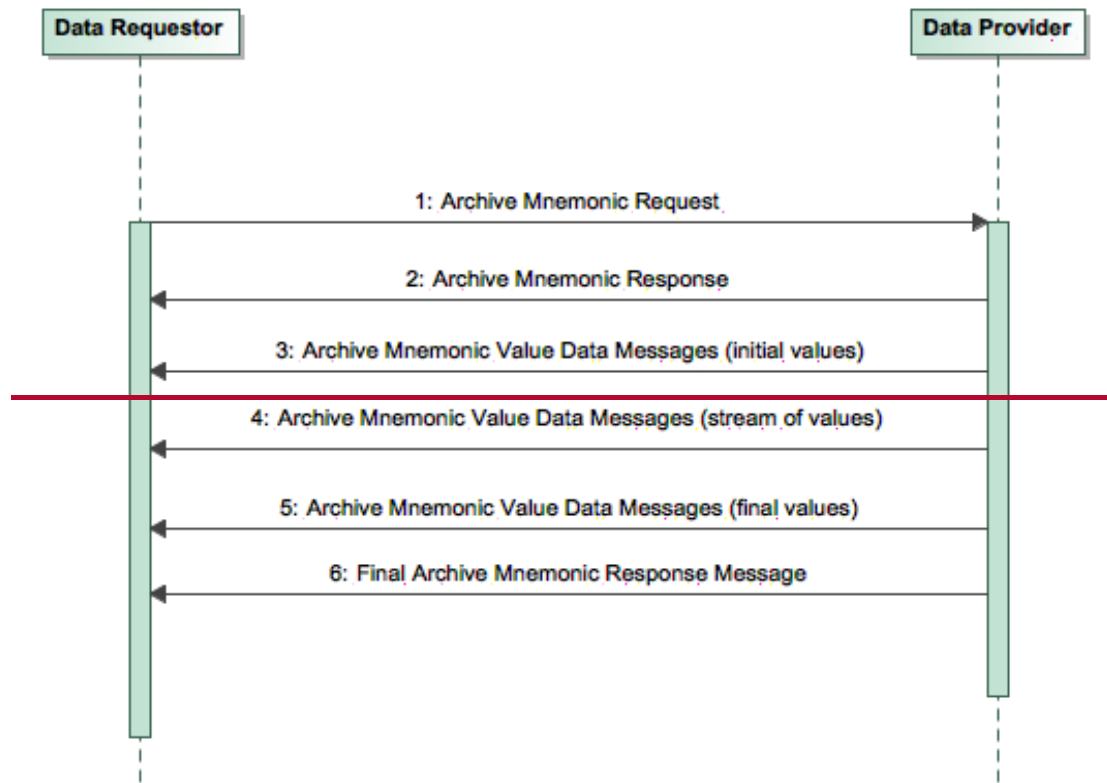 Data Requestor
Data Provider
1: Archive Mnemonic Request
2: Archive Mnemonic Response
3: Archive Mnemonic Value Data Messages (initial values)
4: Archive Mnemonic Value Data Messages (stream of values)
5: Archive Mnemonic Value Data Messages (final values)
6: Final Archive Mnemonic Response Message